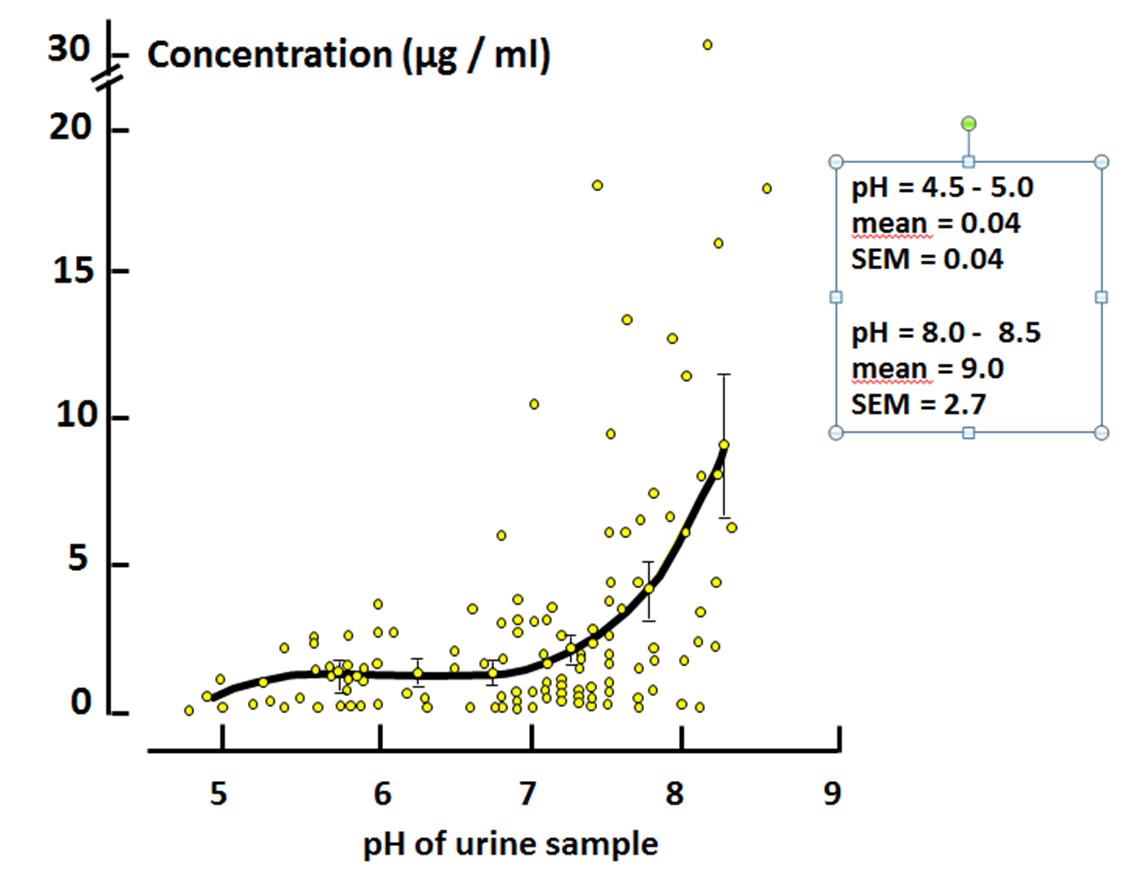 30
Concentration (µg / ml)
20
15
10
5
0
pH = 4.5 - 5.0
mean = 0.04
SEM = 0.04
pH = 8.0 - 8.5
mean = 9.0
SEM = 2.7
5 6 7 8 9
pH of urine sample